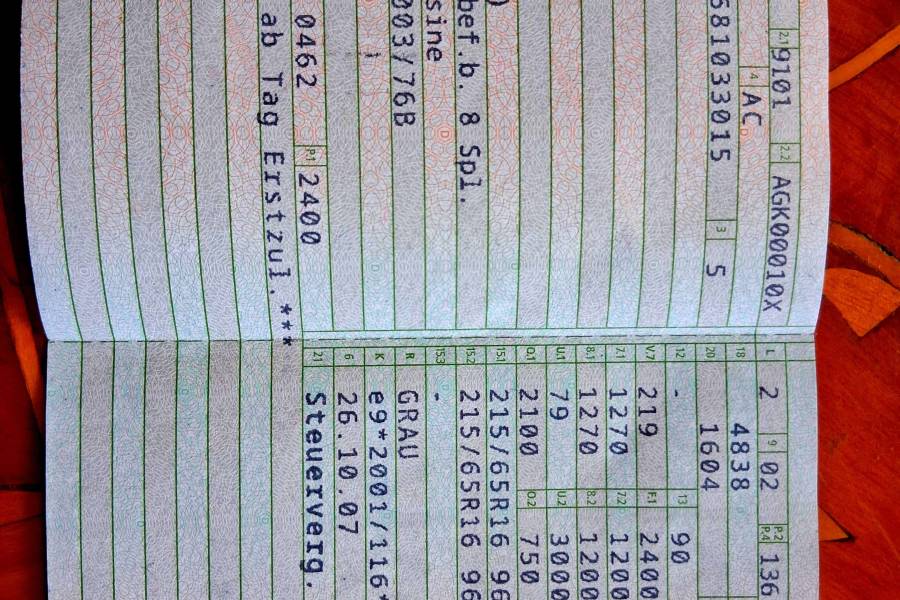 2.1 9101 2.2 AGK00010X
4 AC
681033015 3 5
)
bef.b. 8 Spl.
sine
003/76B
0462 P.1 2400
ab Tag Erstzul.***
L 2 9 02 P.2 P.4 136
18 4838
20 1604
12 - 13 90
V.7 219 F.1 2400
7.1 1270 7.2 1200
8.1 1270 8.2 1200
U.1 79 U.2 3000
O.1 2100 O.2 750
15.1 215/65R16 96
15.2 215/65R16 96
15.3 -
R GRAU
K e9*2001/116*
6 26.10.07
21 Steuerverg.